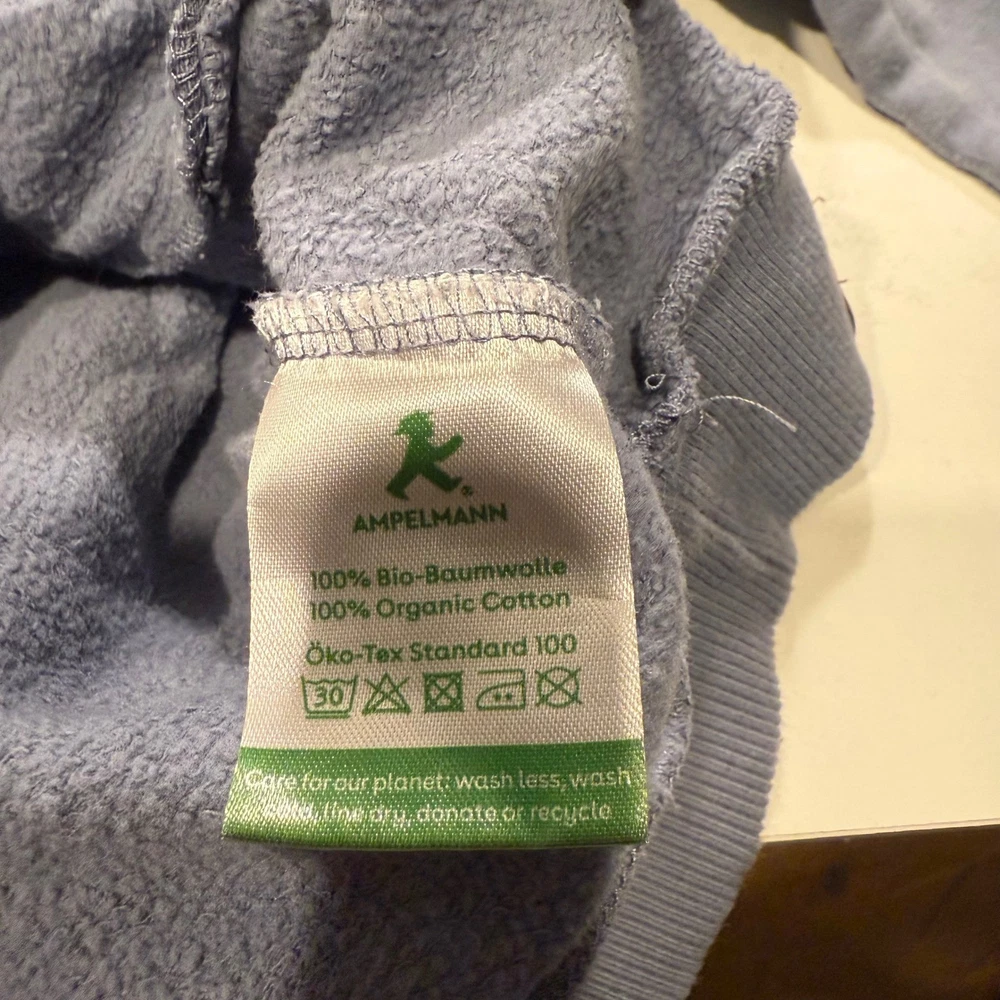 AMPELMANN
100% Bio-Baumwolle
100% Organic Cotton
Öko-Tex Standard 100
30
Care for our planet: wash less, wash
line dry, donate or recycle